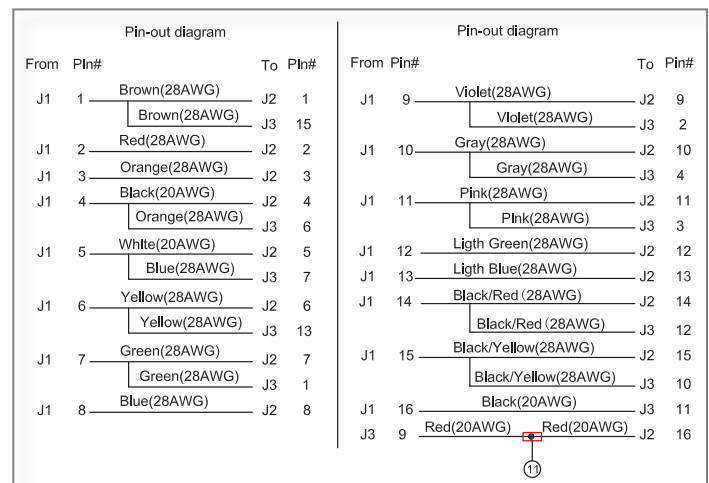 Pin-out diagram
From PIn# To PIn#
J1 1 Brown(28AWG) J2 1
Brown(28AWG) J3 15
J1 2 Red(28AWG) J2 2
J1 3 Orange(28AWG) J2 3
J1 4 Black(20AWG) J2 4
Orange(28AWG) J3 6
J1 5 WhIte(20AWG) J2 5
Blue(28AWG) J3 7
J1 6 Yellow(28AWG) J2 6
Yellow(28AWG) J3 13
J1 7 Green(28AWG) J2 7
Green(28AWG) J3 1
J1 8 Blue(28AWG) J2 8
Pin-out diagram
From Pin# To Pin#
J1 9 Violet(28AWG) J2 9
VIolet(28AWG) J3 2
J1 10 Gray(28AWG) J2 10
Gray(28AWG) J3 4
J1 11 Pink(28AWG) J2 11
PInk(28AWG) J3 3
J1 12 Ligth Green(28AWG) J2 12
J1 13 Ligth Blue(28AWG) J2 13
J1 14 Black/Red(28AWG) J2 14
Black/Red(28AWG) J3 12
J1 15 Black/Yellow(28AWG) J2 15
Black/Yellow(28AWG) J3 10
J1 16 Black(20AWG) J3 11
J3 9 Red(20AWG) Red(20AWG) J2 16
11